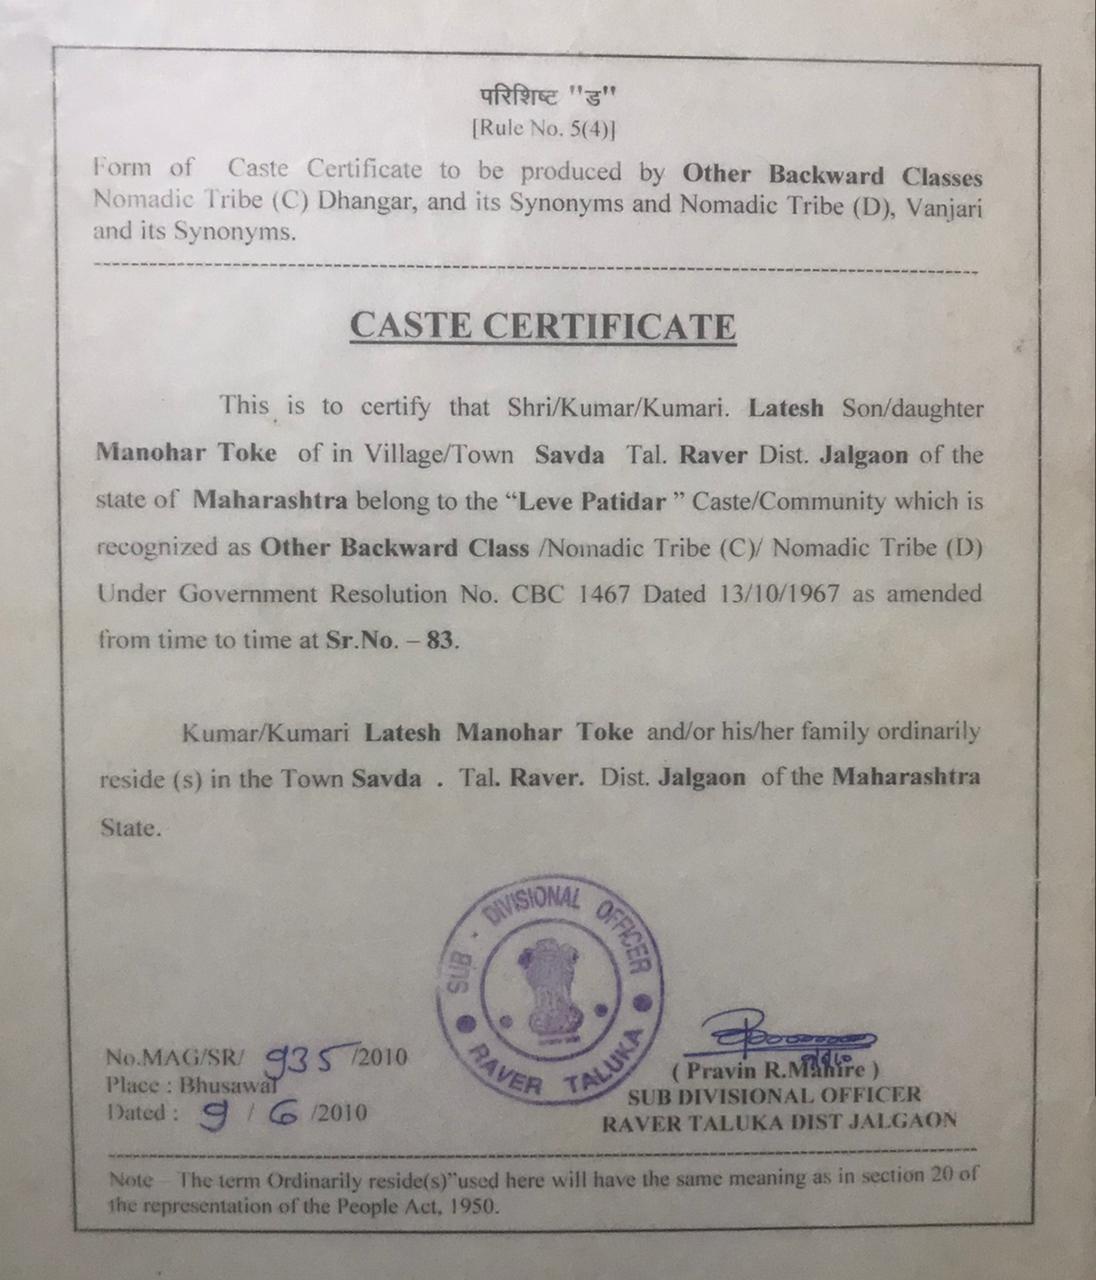 परिशिष्ट "ड"
[Rule No. 5(4)]
Form of Caste Certificate to be produced by Other Backward Classes
Nomadic Tribe (C) Dhangar, and its Synonyms and Nomadic Tribe (D), Vanjari
and its Synonyms.
CASTE CERTIFICATE
This is to certify that Shri/Kumar/Kumari. Latesh Son/daughter
Manohar Toke of in Village/Town Savda Tal. Raver Dist. Jalgaon of the
state of Maharashtra belong to the “Leve Patidar ” Caste/Community which is
recognized as Other Backward Class /Nomadic Tribe (C)/ Nomadic Tribe (D)
Under Government Resolution No. CBC 1467 Dated 13/10/1967 as amended
from time to time at Sr.No. – 83.
Kumar/Kumari Latesh Manohar Toke and/or his/her family ordinarily
reside (s) in the Town Savda . Tal. Raver. Dist. Jalgaon of the Maharashtra
State.
SUB - DIVISIONAL OFFICER
RAVER TALUKA
No.MAG/SR/ 935 /2010
Place : Bhusawal
Dated : 9 / 6 /2010
( Pravin R.Mahire )
SUB DIVISIONAL OFFICER
RAVER TALUKA DIST JALGAON
Note – The term Ordinarily reside(s)”used here will have the same meaning as in section 20 of
the representation of the People Act, 1950.